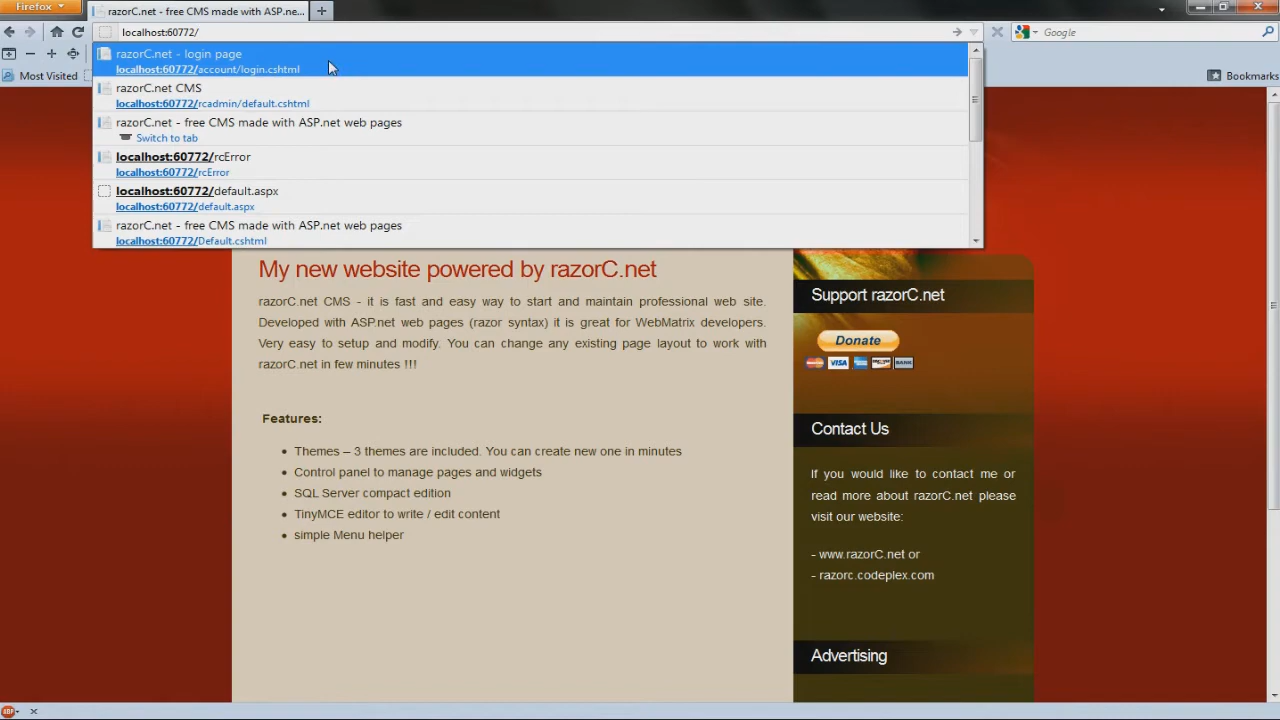 Firefox
razorC.net - free CMS made with ASP.ne...
localhost:60772/
Google
razorC.net - login page
localhost:60772/account/login.cshtml
razorC.net CMS
localhost:60772/rcadmin/default.cshtml
razorC.net - free CMS made with ASP.net web pages
Switch to tab
localhost:60772/rcError
localhost:60772/rcError
localhost:60772/default.aspx
localhost:60772/default.aspx
razorC.net - free CMS made with ASP.net web pages
localhost:60772/Default.cshtml
Most Visited
Bookmarks
My new website powered by razorC.net
razorC.net CMS - it is fast and easy way to start and maintain professional web site.
Developed with ASP.net web pages (razor syntax) it is great for WebMatrix developers.
Very easy to setup and modify. You can change any existing page layout to work with
razorC.net in few minutes !!!
Features:
Themes – 3 themes are included. You can create new one in minutes
Control panel to manage pages and widgets
SQL Server compact edition
TinyMCE editor to write / edit content
simple Menu helper
Support razorC.net
Donate
VISA
BANK
Contact Us
If you would like to contact me or
read more about razorC.net please
visit our website:
- www.razorC.net or
- razorc.codeplex.com
Advertising
ABP